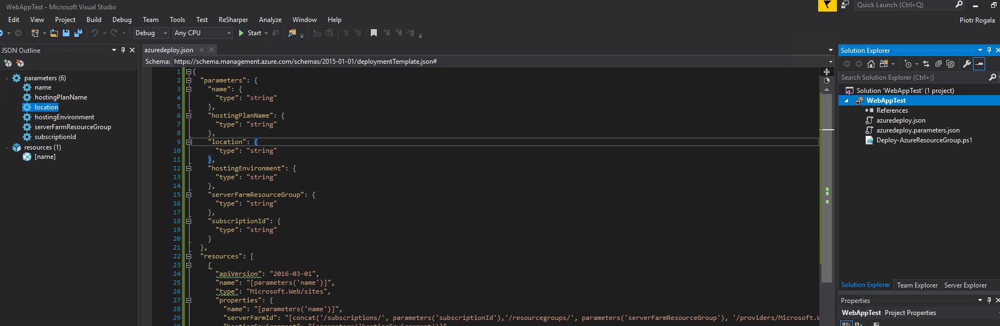 WebAppTest - Microsoft Visual Studio
Quick Launch (Ctrl+Q)
Edit View Project Build Debug Team Tools Test ReSharper Analyze Window Help
Piotr Rogala
Debug Any CPU Start
JSON Outline
parameters (6)
name
hostingPlanName
location
hostingEnvironment
serverFarmResourceGroup
subscriptionId
resources (1)
[name]
azuredeploy.json
Schema: https://schema.management.azure.com/schemas/2015-01-01/deploymentTemplate.json#
1 {
2 "parameters": {
3 "name": {
4 "type": "string"
5 },
6 "hostingPlanName": {
7 "type": "string"
8 },
9 "location": {
10 "type": "string"
11 },
12 "hostingEnvironment": {
13 "type": "string"
14 },
15 "serverFarmResourceGroup": {
16 "type": "string"
17 },
18 "subscriptionId": {
19 "type": "string"
20 }
21 },
22 "resources": [
23 {
24 "apiVersion": "2016-03-01",
25 "name": "[parameters('name')]",
26 "type": "Microsoft.Web/sites",
27 "properties": {
28 "name": "[parameters('name')]",
29 "serverFarmId": "[concat('/subscriptions/', parameters('subscriptionId'),'/resourcegroups/', parameters('serverFarmResourceGroup'), '/providers/Microsoft.W
30 "hostingEnvironment": "[parameters('hostingEnvironment')]"
Solution Explorer
Search Solution Explorer (Ctrl+;)
Solution 'WebAppTest' (1 project)
WebAppTest
References
azuredeploy.json
azuredeploy.parameters.json
Deploy-AzureResourceGroup.ps1
Solution Explorer Team Explorer Server Explorer
Properties
WebAppTest Project Properties